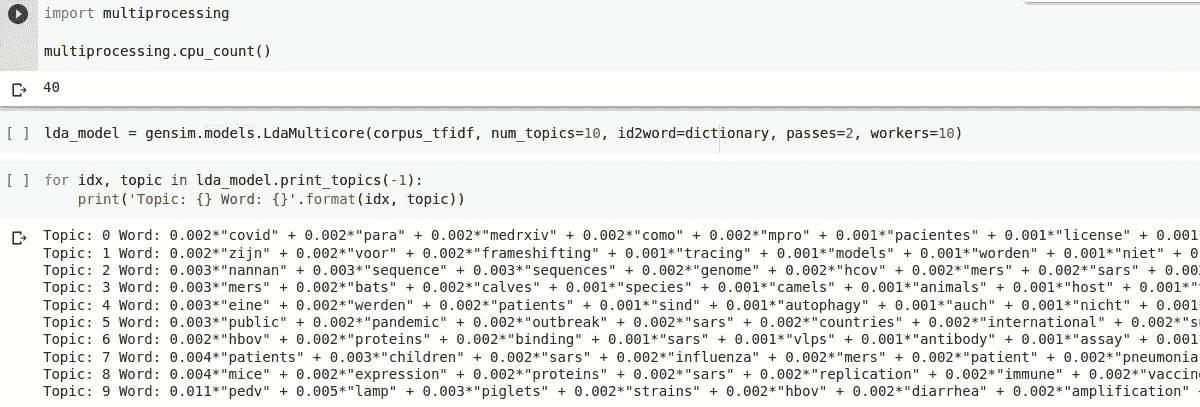 import multiprocessing
multiprocessing.cpu_count()
40
[ ] lda_model = gensim.models.LdaMulticore(corpus_tfidf, num_topics=10, id2word=dictionary, passes=2, workers=10)
[ ] for idx, topic in lda_model.print_topics(-1):
print('Topic: {} Word: {}'.format(idx, topic))
Topic: 0 Word: 0.002*"covid" + 0.002*"para" + 0.002*"medrxiv" + 0.002*"como" + 0.002*"mpro" + 0.001*"pacientes" + 0.001*"license" + 0.001
Topic: 1 Word: 0.002*"zijn" + 0.002*"voor" + 0.002*"frameshifting" + 0.001*"tracing" + 0.001*"models" + 0.001*"worden" + 0.001*"niet" + 0.
Topic: 2 Word: 0.003*"nannan" + 0.003*"sequence" + 0.003*"sequences" + 0.002*"genome" + 0.002*"hcov" + 0.002*"mers" + 0.002*"sars" + 0.00
Topic: 3 Word: 0.003*"mers" + 0.002*"bats" + 0.002*"calves" + 0.001*"species" + 0.001*"camels" + 0.001*"animals" + 0.001*"host" + 0.001*"
Topic: 4 Word: 0.003*"eine" + 0.002*"werden" + 0.002*"patients" + 0.001*"sind" + 0.001*"autophagy" + 0.001*"auch" + 0.001*"nicht" + 0.001
Topic: 5 Word: 0.003*"public" + 0.002*"pandemic" + 0.002*"outbreak" + 0.002*"sars" + 0.002*"countries" + 0.002*"international" + 0.002*"s
Topic: 6 Word: 0.002*"hbov" + 0.002*"proteins" + 0.002*"binding" + 0.001*"sars" + 0.001*"vlps" + 0.001*"antibody" + 0.001*"assay" + 0.001
Topic: 7 Word: 0.004*"patients" + 0.003*"children" + 0.002*"sars" + 0.002*"influenza" + 0.002*"mers" + 0.002*"patient" + 0.002*"pneumonia
Topic: 8 Word: 0.004*"mice" + 0.002*"expression" + 0.002*"proteins" + 0.002*"sars" + 0.002*"replication" + 0.002*"immune" + 0.002*"vaccin
Topic: 9 Word: 0.011*"pedv" + 0.005*"lamp" + 0.003*"piglets" + 0.002*"strains" + 0.002*"hbov" + 0.002*"diarrhea" + 0.002*"amplification" +